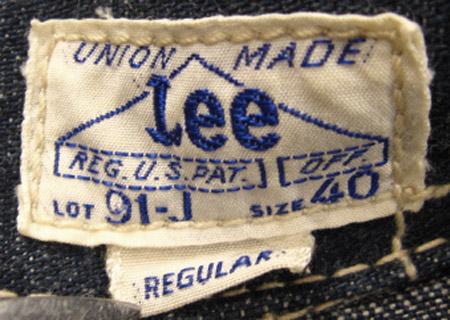 UNION MADE
Lee
REG. U.S. PAT. OFF.
LOT 91-J SIZE 40
REGULAR